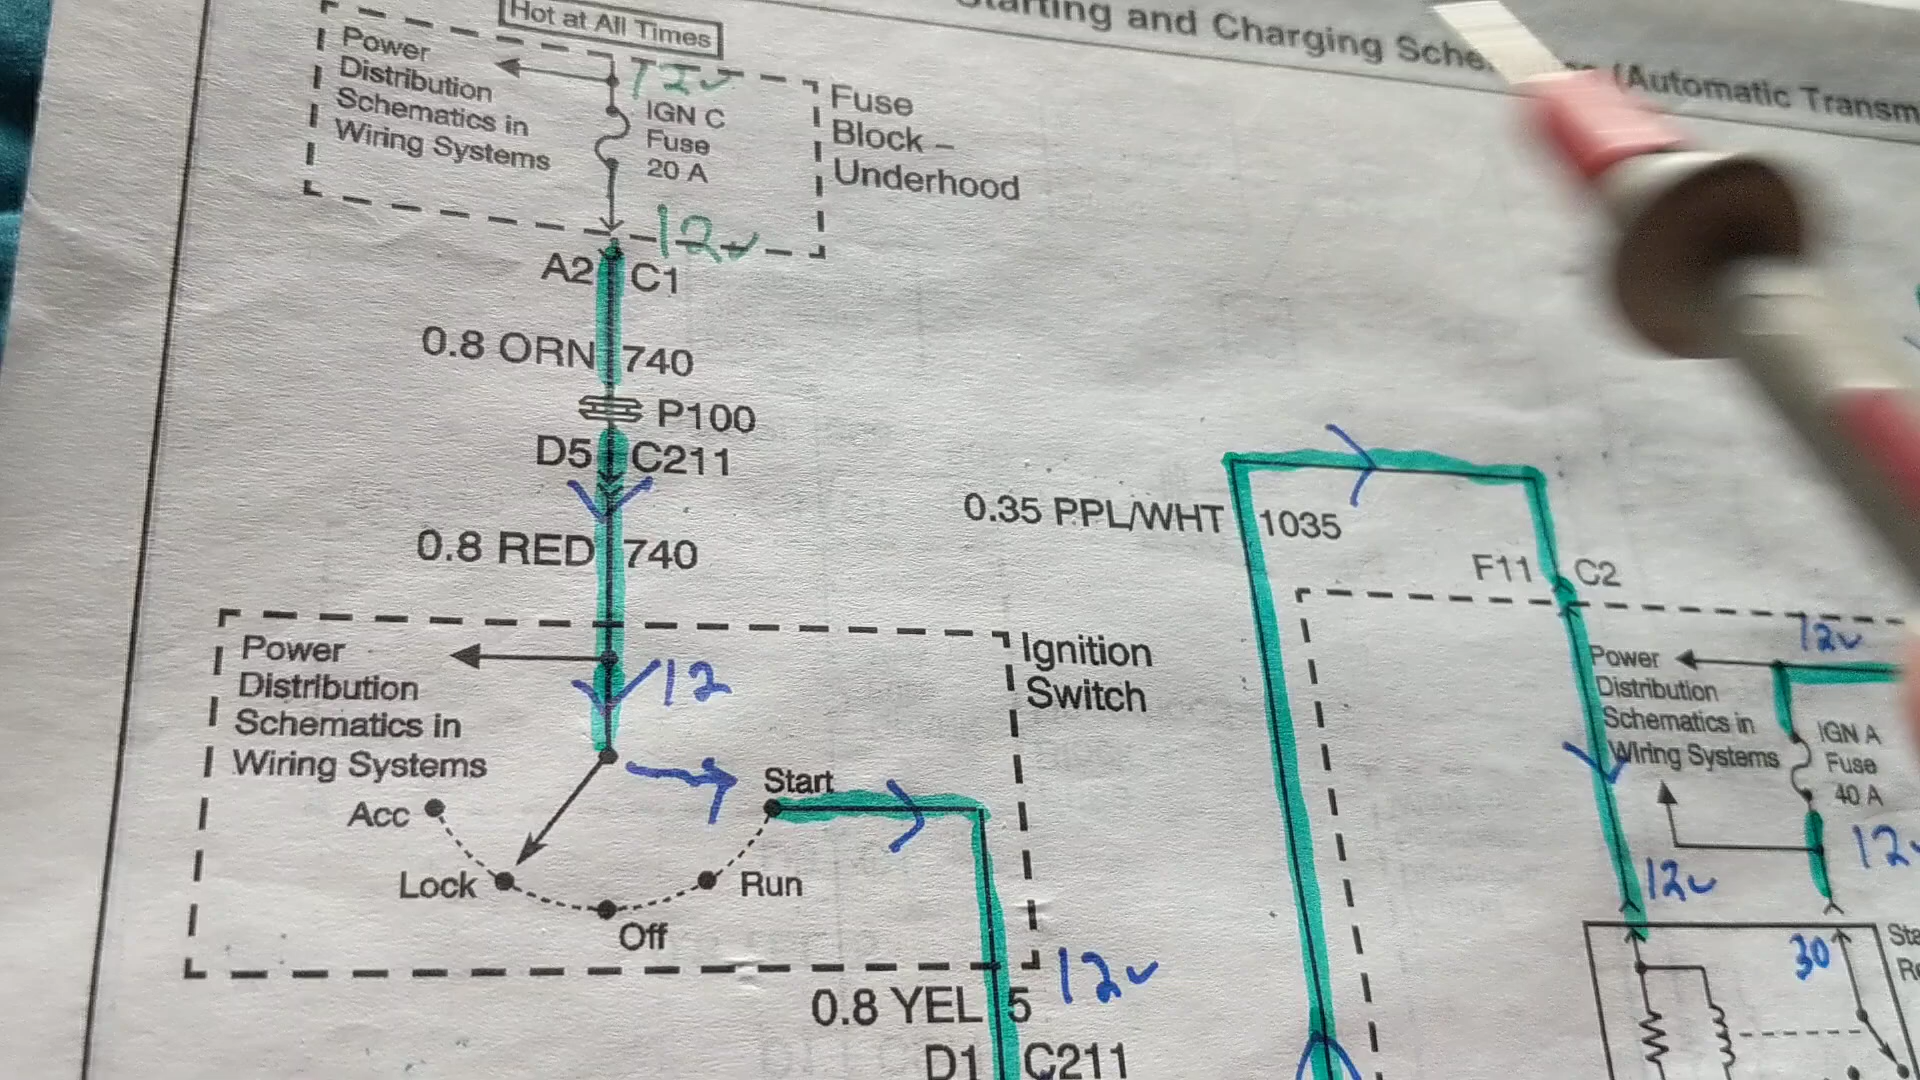 Hot at All Times
Starting and Charging
(Automatic
Power
Distribution
Schematics in
Wiring Systems
12v
IGN C
Fuse
20 A
Fuse
Block –
Underhood
12v
A2 C1
0.8 ORN 740
P100
D5 C211
0.8 RED 740
0.35 PPL/WHT 1035
F11 C2
Power
Distribution
Schematics in
Wiring Systems
12
Ignition
Switch
Acc
Lock
Off
Run
Start
12v
0.8 YEL 5
D1 C211
12v
Power
Distribution
Schematics in
Wiring Systems
IGN A
Fuse
40 A
12v
12v
30